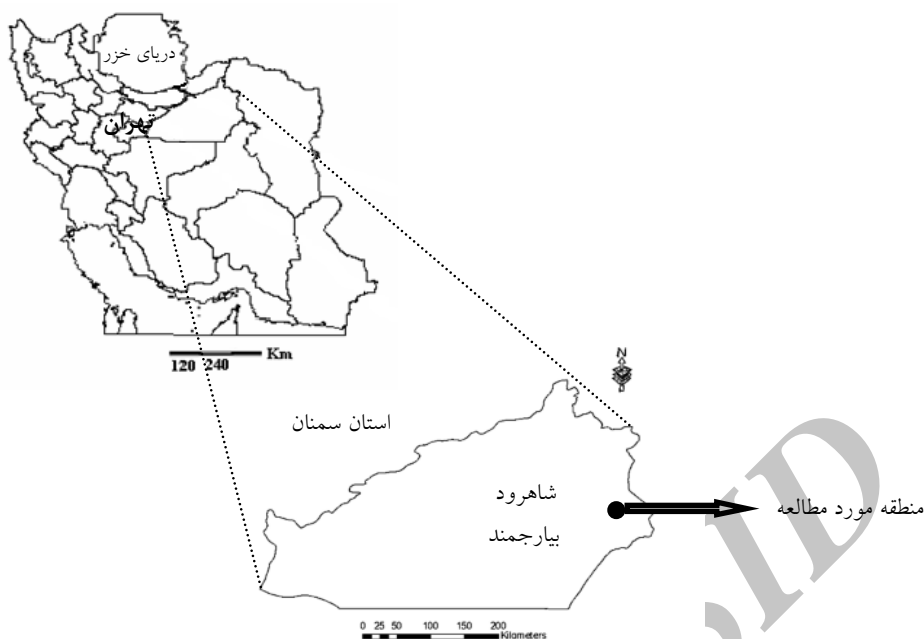 دریای خزر
تهران
Km
120 240
N
استان سمنان
شاهرود
بیارجمند
منطقه مورد مطالعه
0 25 50 100 150 200
Kilometers